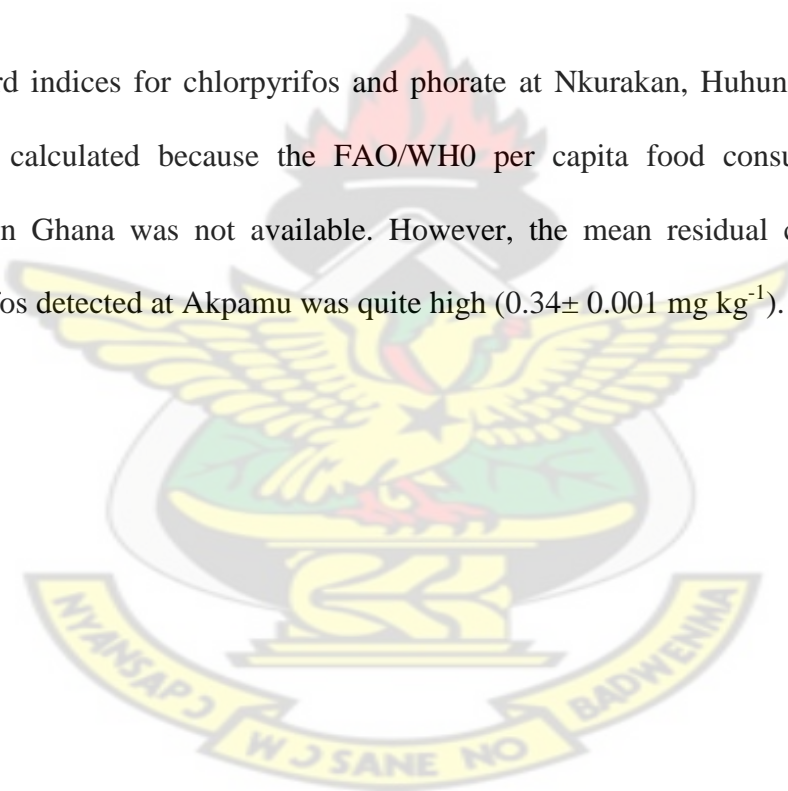 rd indices for chlorpyrifos and phorate at Nkurakan, Huhun
calculated because the FAO/WH0 per capita food consu
n Ghana was not available. However, the mean residual c
os detected at Akpamu was quite high (0.34± 0.001 mg kg-1).
NYANSAPƆ WƆSANE NO BADWENMA